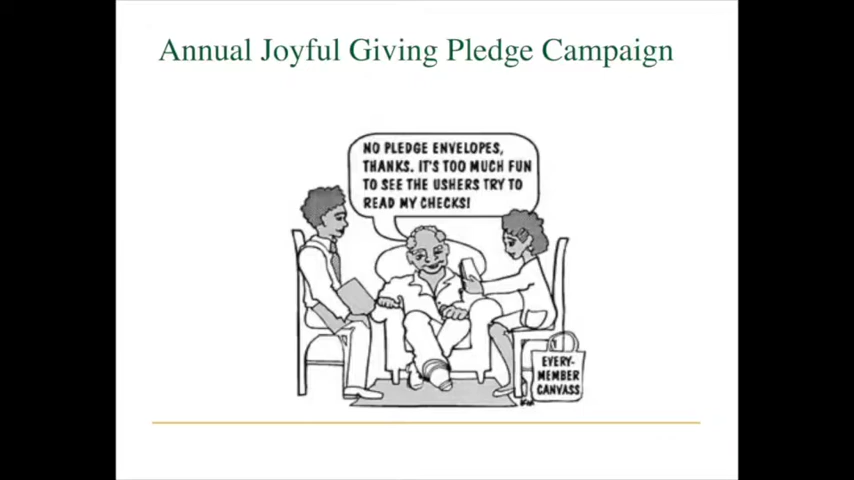 Annual Joyful Giving Pledge Campaign
NO PLEDGE ENVELOPES,
THANKS. IT'S TOO MUCH FUN
TO SEE THE USHERS TRY TO
READ MY CHECKS!
EVERY-
MEMBER
CANVASS